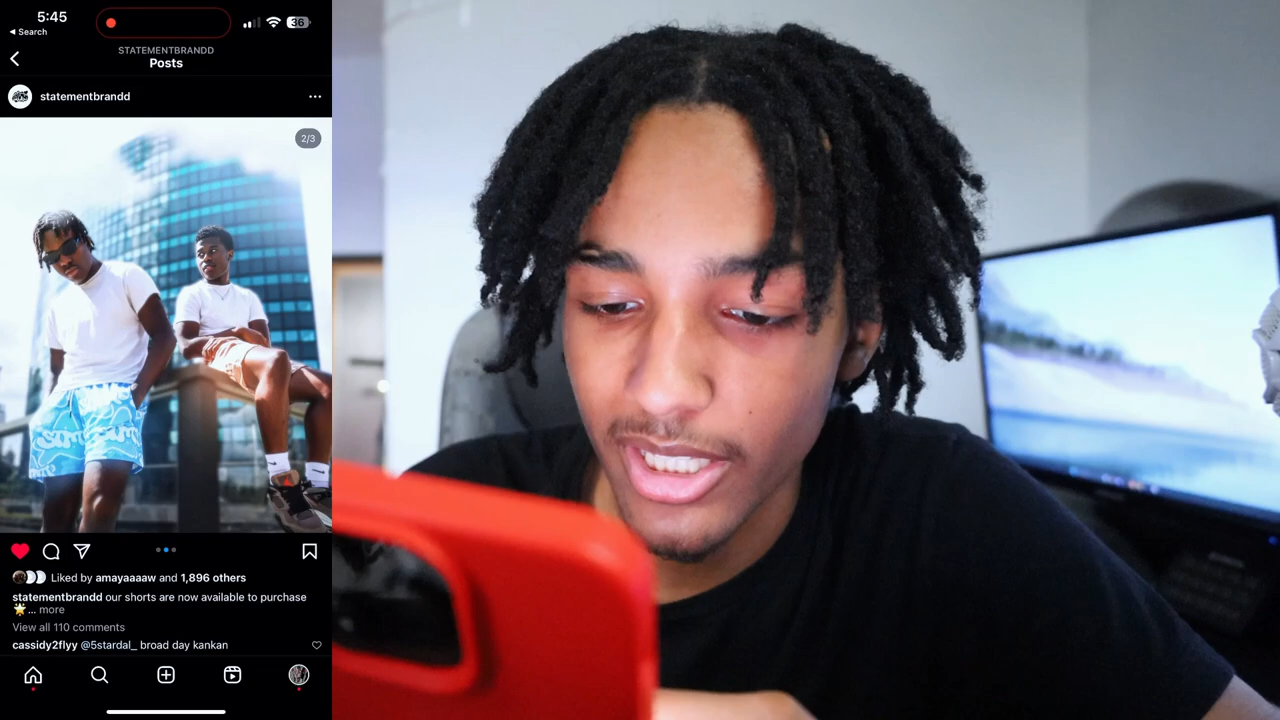 5:45
36
◂ Search
STATEMENTBRANDD
Posts
statementbrandd
2/3
Liked by amayaaaaw and 1,896 others
statementbrandd our shorts are now available to purchase
🌟... more
View all 110 comments
cassidy2flyy @5stardal_ broad day kankan